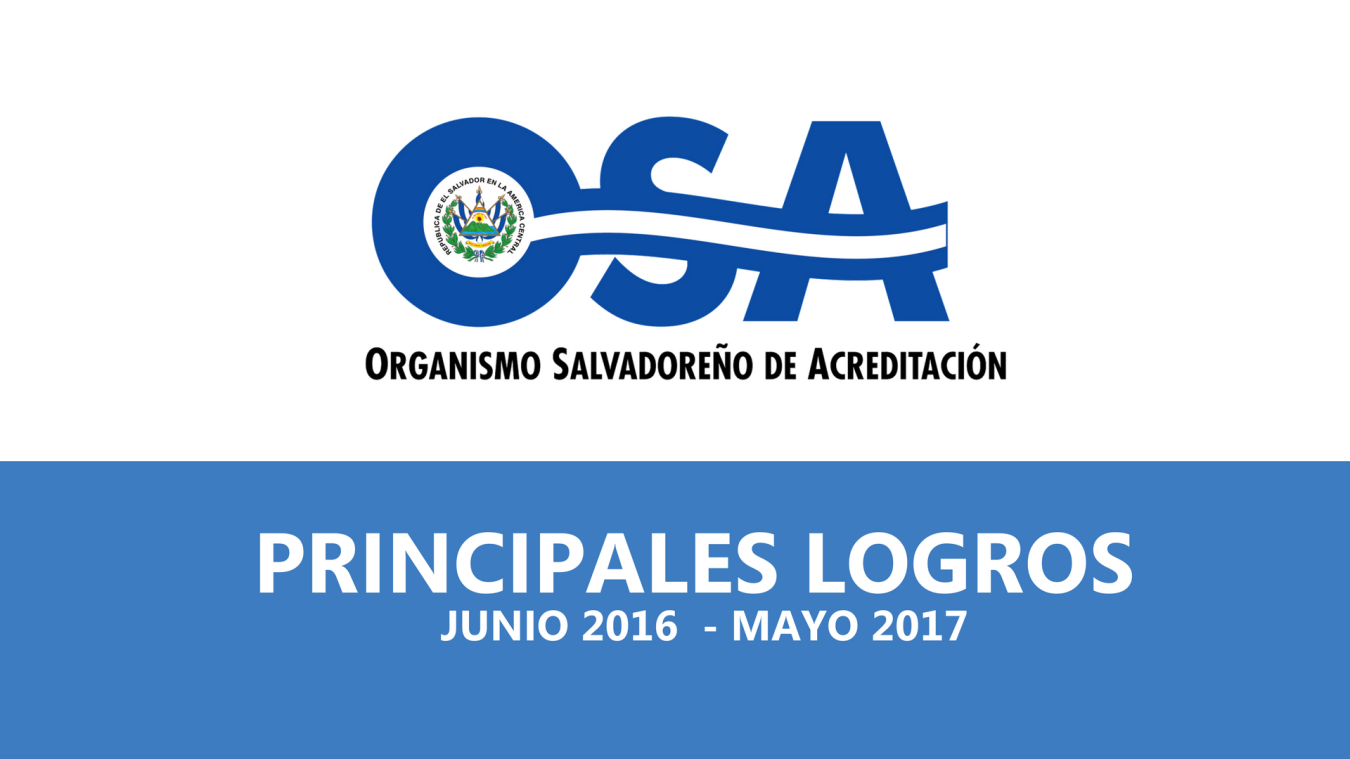 OSA
REPUBLICA DE EL SALVADOR EN LA AMERICA CENTRAL
ORGANISMO SALVADOREÑO DE ACREDITACIÓN
PRINCIPALES LOGROS
JUNIO 2016 - MAYO 2017